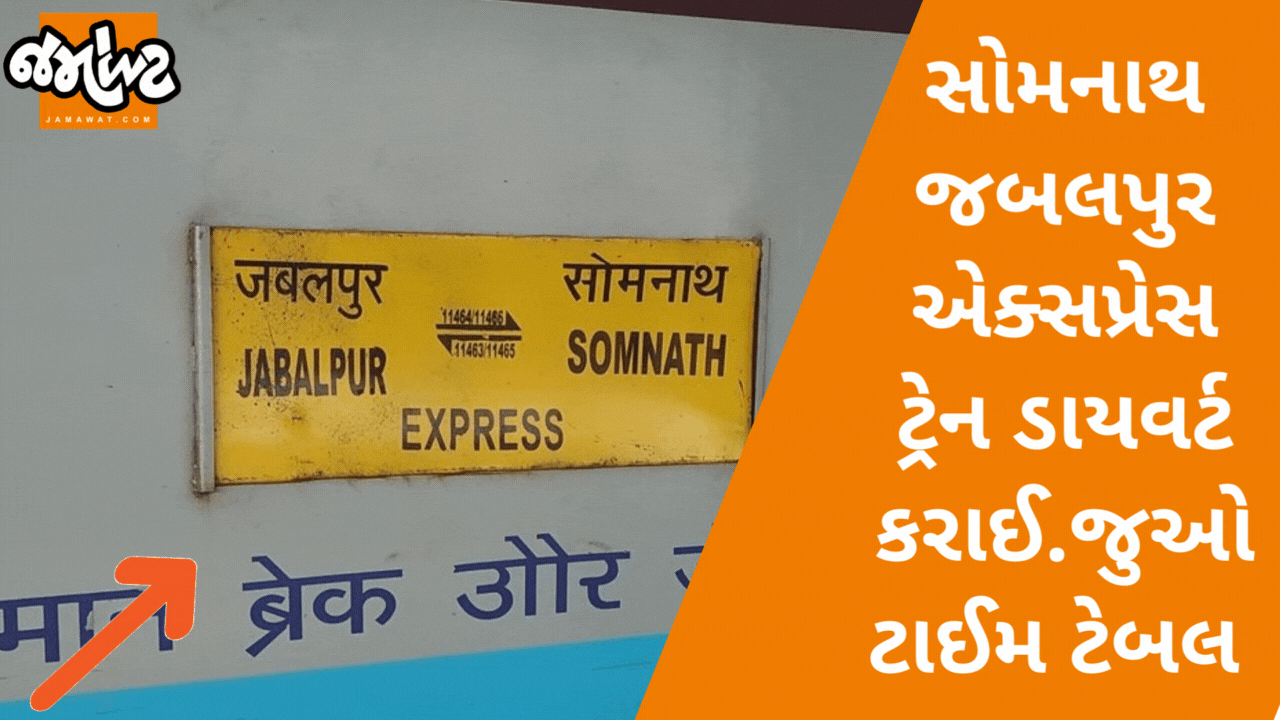 જમાવટ
JAMAWAT.COM
जबलपुर
सोमनाथ
11464/11466
11463/11465
JABALPUR
SOMNATH
EXPRESS
ब्रेक
સોમનાથ
જબલપુર
એક્સપ્રેસ
ટ્રેન ડાયવર્ટ
કરાઈ.જુઓ
ટાઈમ ટેબલ